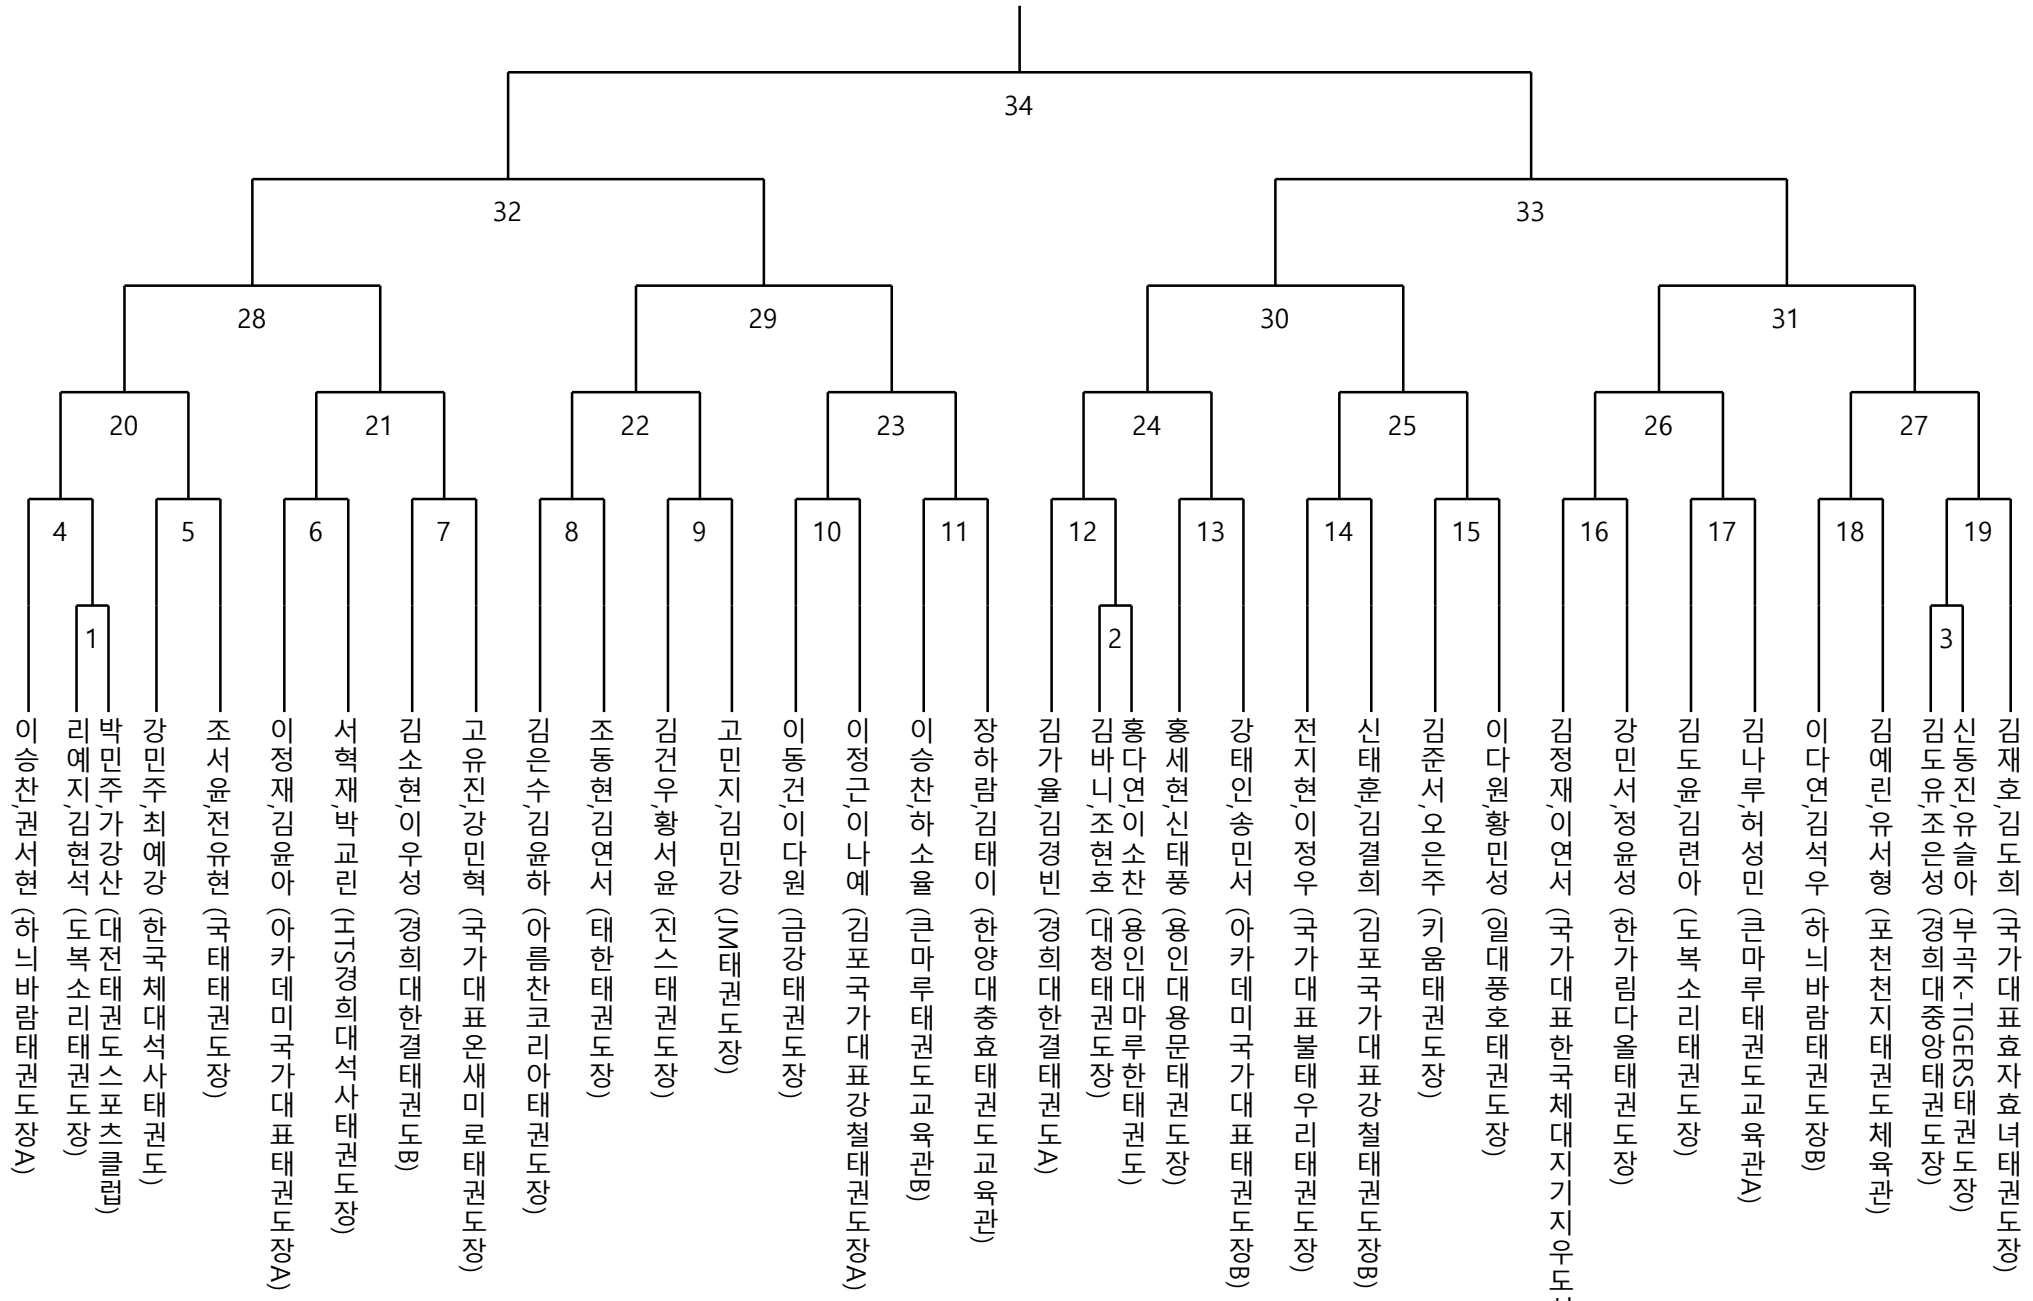 34
32
33
28
29
30
31
20
21
22
23
24
25
26
27
4
5
6
7
8
9
10
11
12
13
14
15
16
17
18
19
1
2
3
이승찬,권서현 (하늬바람태권도장A)
리예지,김현석 (도복소리태권도장)
박민주,가강산 (대전태권도스포츠클럽)
강민주,최예강 (한국체대석사태권도)
조서윤,전유현 (국태태권도장)
이정재,김윤아 (아카데미국가대표태권도장A)
서혁재,박교린 (HTS경희대석사태권도장)
김소현,이우성 (경희대한결태권도B)
고유진,강민혁 (국가대표온새미로태권도장)
김은수,김윤하 (아름찬코리아태권도장)
조동현,김연서 (태한태권도장)
김건우,황서윤 (진스태권도장)
고민지,김민강 (JM태권도장)
이동건,이다원 (금강태권도장)
이정근,이나예 (김포국가대표강철태권도장A)
이승찬,하소율 (큰마루태권도교육관B)
장하람,김태이 (한양대충효태권도교육관)
김가율,김경빈 (경희대한결태권도A)
김바니,조현호 (대청태권도장)
홍다연,이소찬 (용인대마루한태권도)
홍세현,신태풍 (용인대용문태권도장)
강태인,송민서 (아카데미국가대표태권도장B)
전지현,이정우 (국가대표불태우리태권도장)
신태훈,김결희 (김포국가대표강철태권도장B)
김준서,오은주 (키움태권도장)
이다원,황민성 (일대풍호태권도장)
김정재,이연서 (국가대표한국체대지기지우도
강민서,정윤성 (한가림다올태권도장)
김도윤,김련아 (도복소리태권도장)
김나루,허성민 (큰마루태권도교육관A)
이다연,김석우 (하늬바람태권도장B)
김예린,유서형 (포천천지태권도체육관)
김도유,조은성 (경희대중앙태권도장)
신동진,유슬아 (부곡K-TIGERS태권도장)
김재호,김도희 (국가대표효자효녀태권도장)